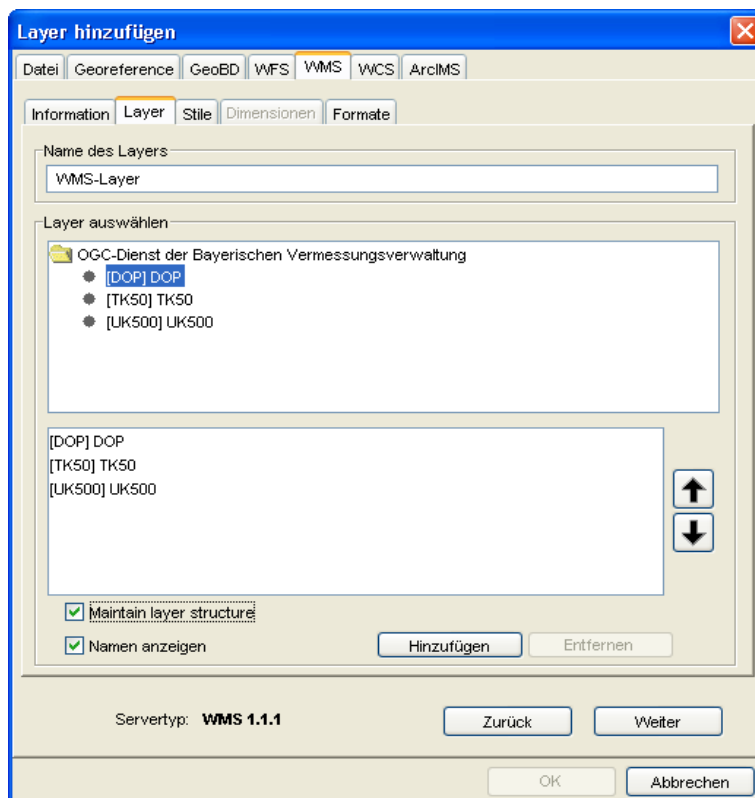 Layer hinzufügen
Datei Georeference GeoBD WFS WMS WCS ArcIMS
Information Layer Stile Dimensionen Formate
Name des Layers
WMS-Layer
Layer auswählen
OGC-Dienst der Bayerischen Vermessungsverwaltung
[DOP] DOP
[TK50] TK50
[UK500] UK500
[DOP] DOP
[TK50] TK50
[UK500] UK500
Maintain layer structure
Namen anzeigen Hinzufügen Entfernen
Servertyp: WMS 1.1.1 Zurück Weiter
OK Abbrechen